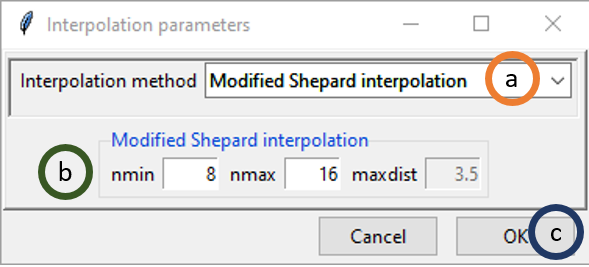 Interpolation parameters
Interpolation method Modified Shepard interpolation a
Modified Shepard interpolation
b nmin 8 nmax 16 maxdist 3.5
Cancel OK c